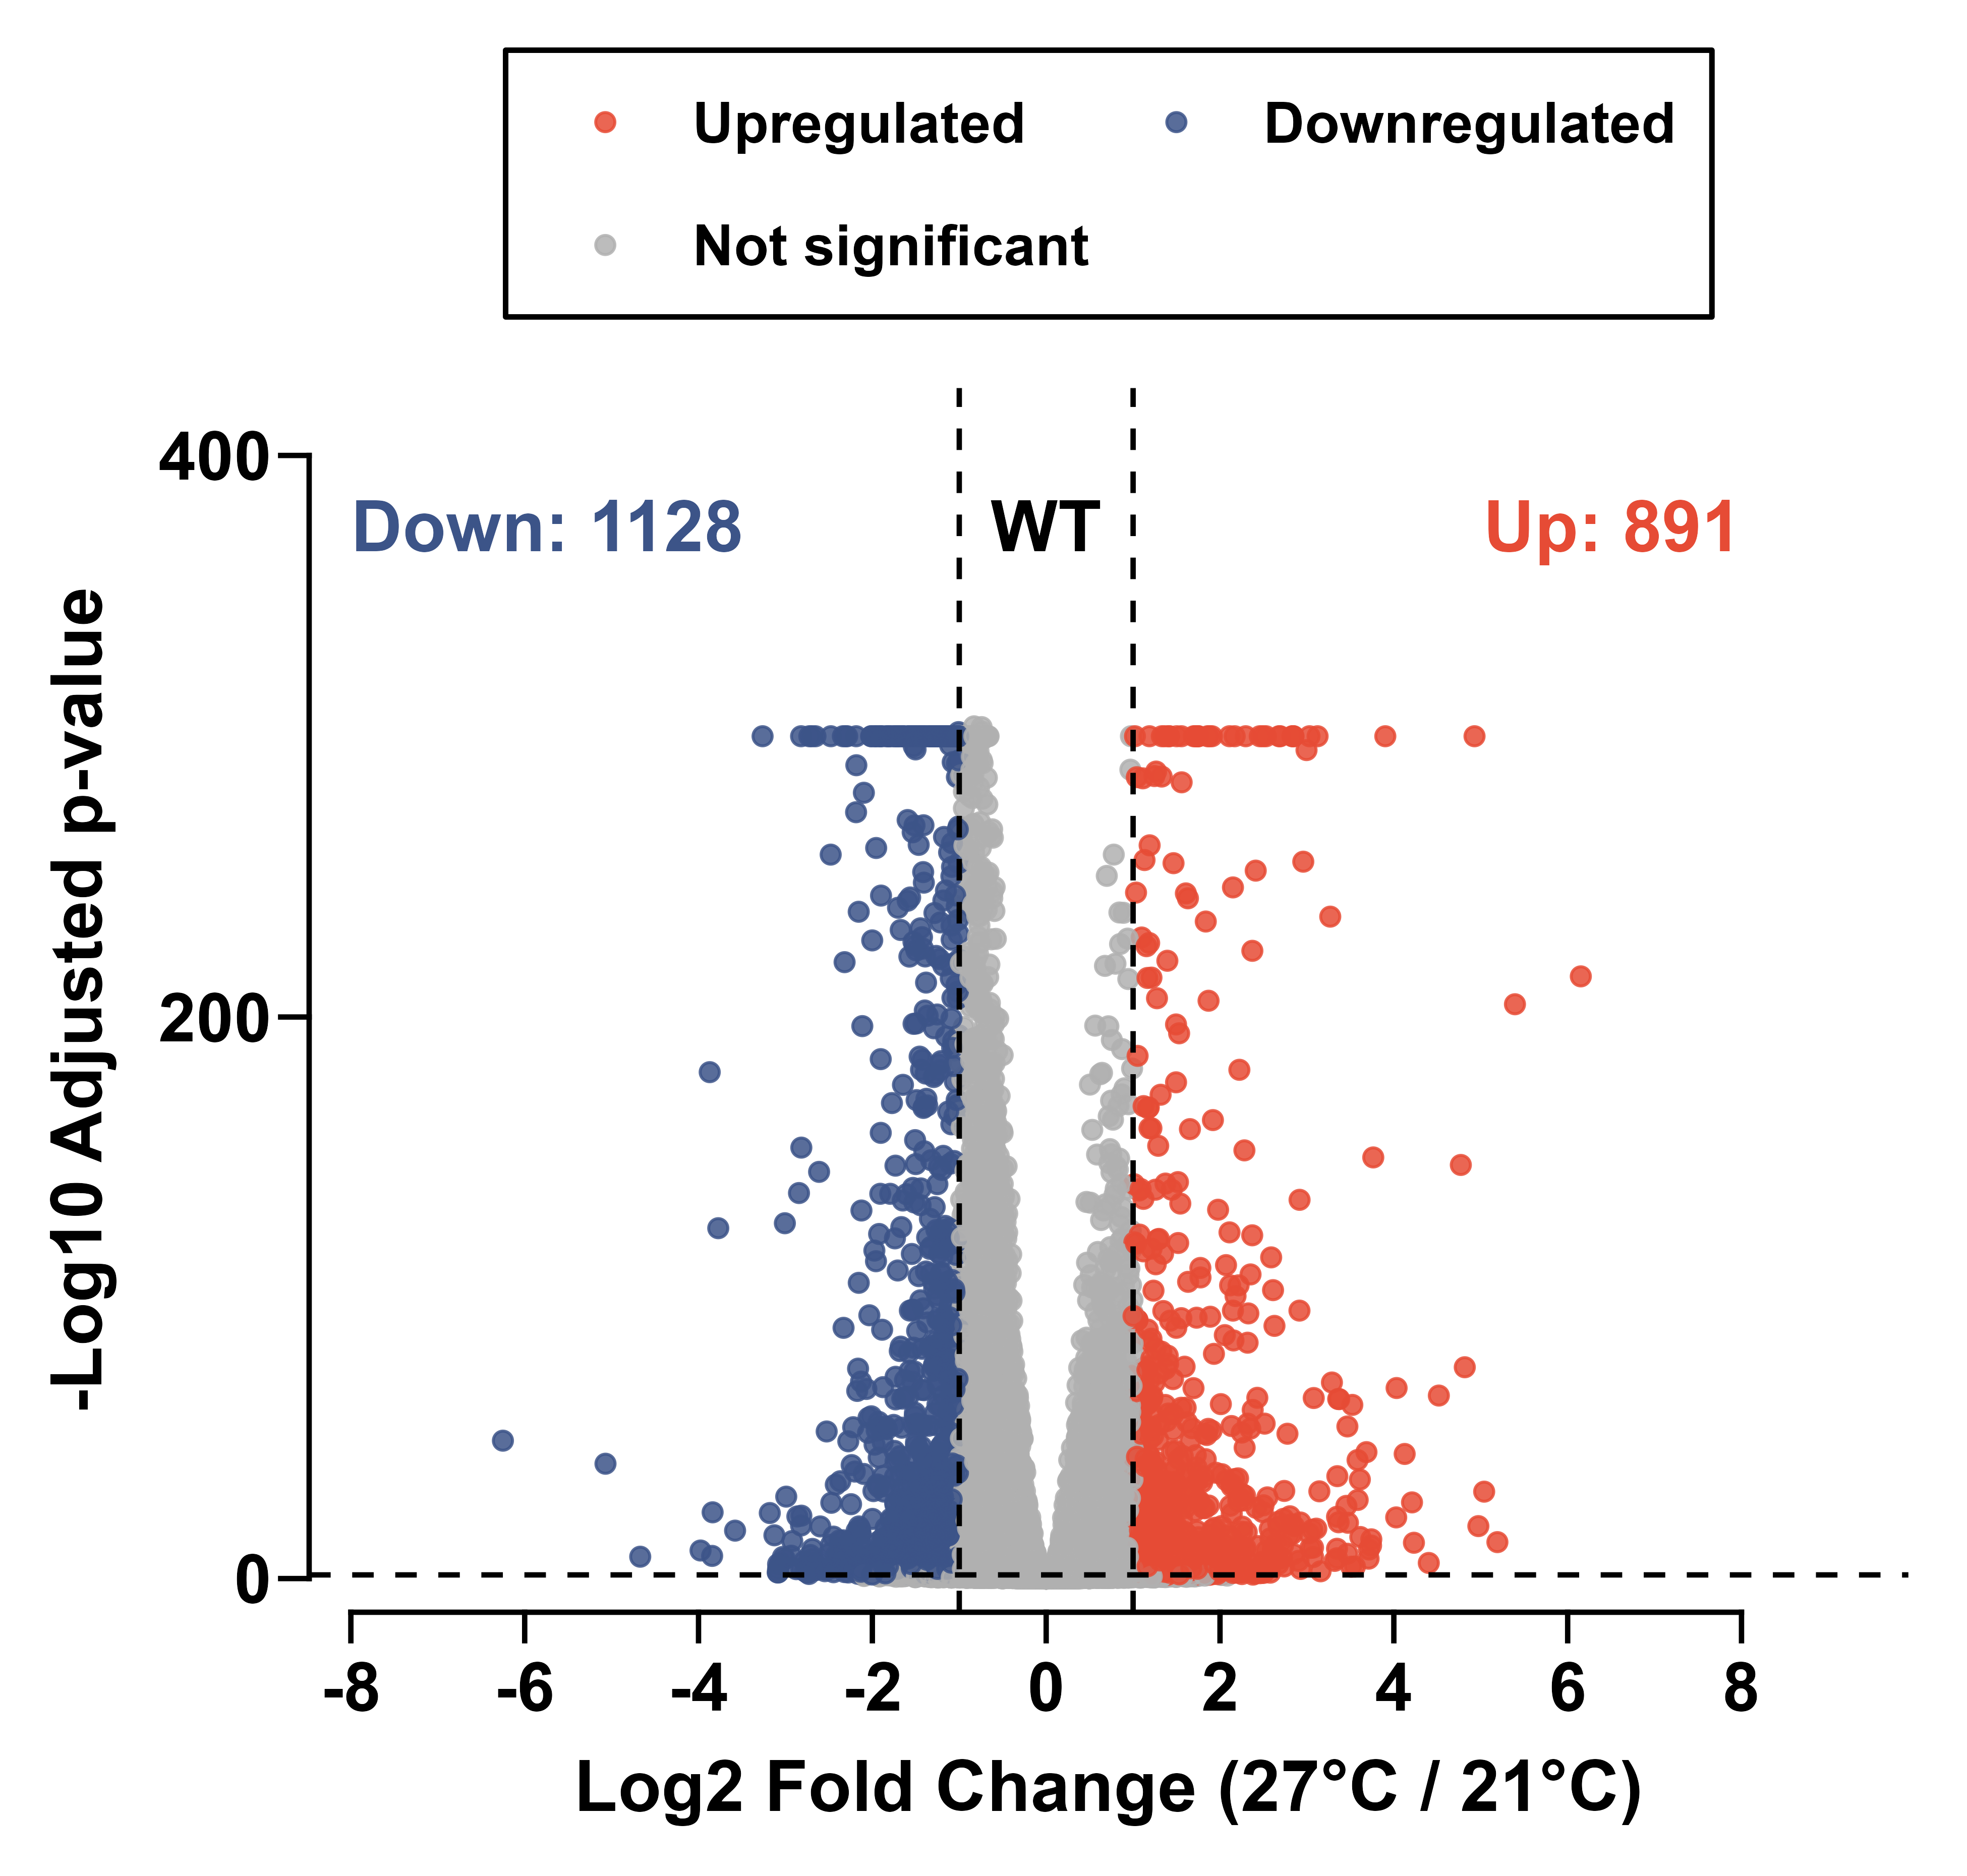 Upregulated Downregulated
Not significant
400
Down: 1128 WT Up: 891
-Log10 Adjusted p-value
200
0
-8 -6 -4 -2 0 2 4 6 8
Log2 Fold Change (27°C / 21°C)